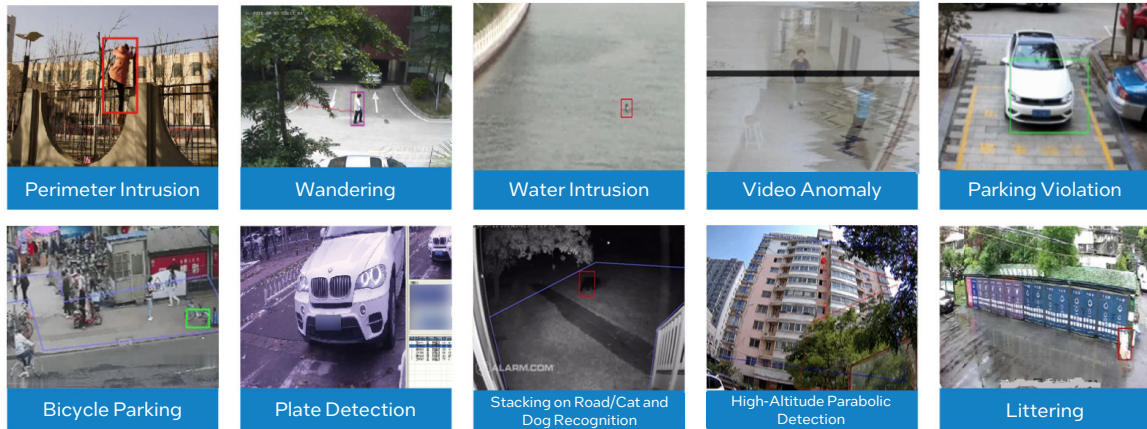 Perimeter Intrusion
Wandering
Water Intrusion
Video Anomaly
Parking Violation
ALARM.COM
Bicycle Parking
Plate Detection
Stacking on Road/Cat and
Dog Recognition
High-Altitude Parabolic
Detection
Littering